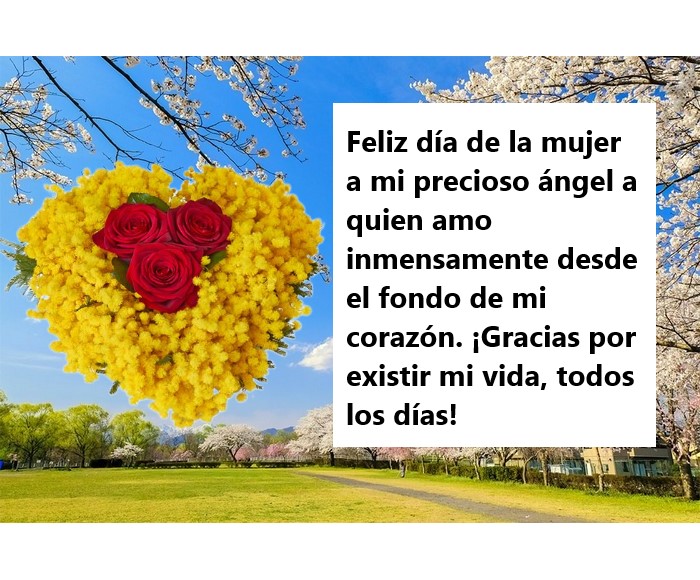 Feliz día de la mujer
a mi precioso ángel a
quien amo
inmensamente desde
el fondo de mi
corazón. ¡Gracias por
existir mi vida, todos
los días!